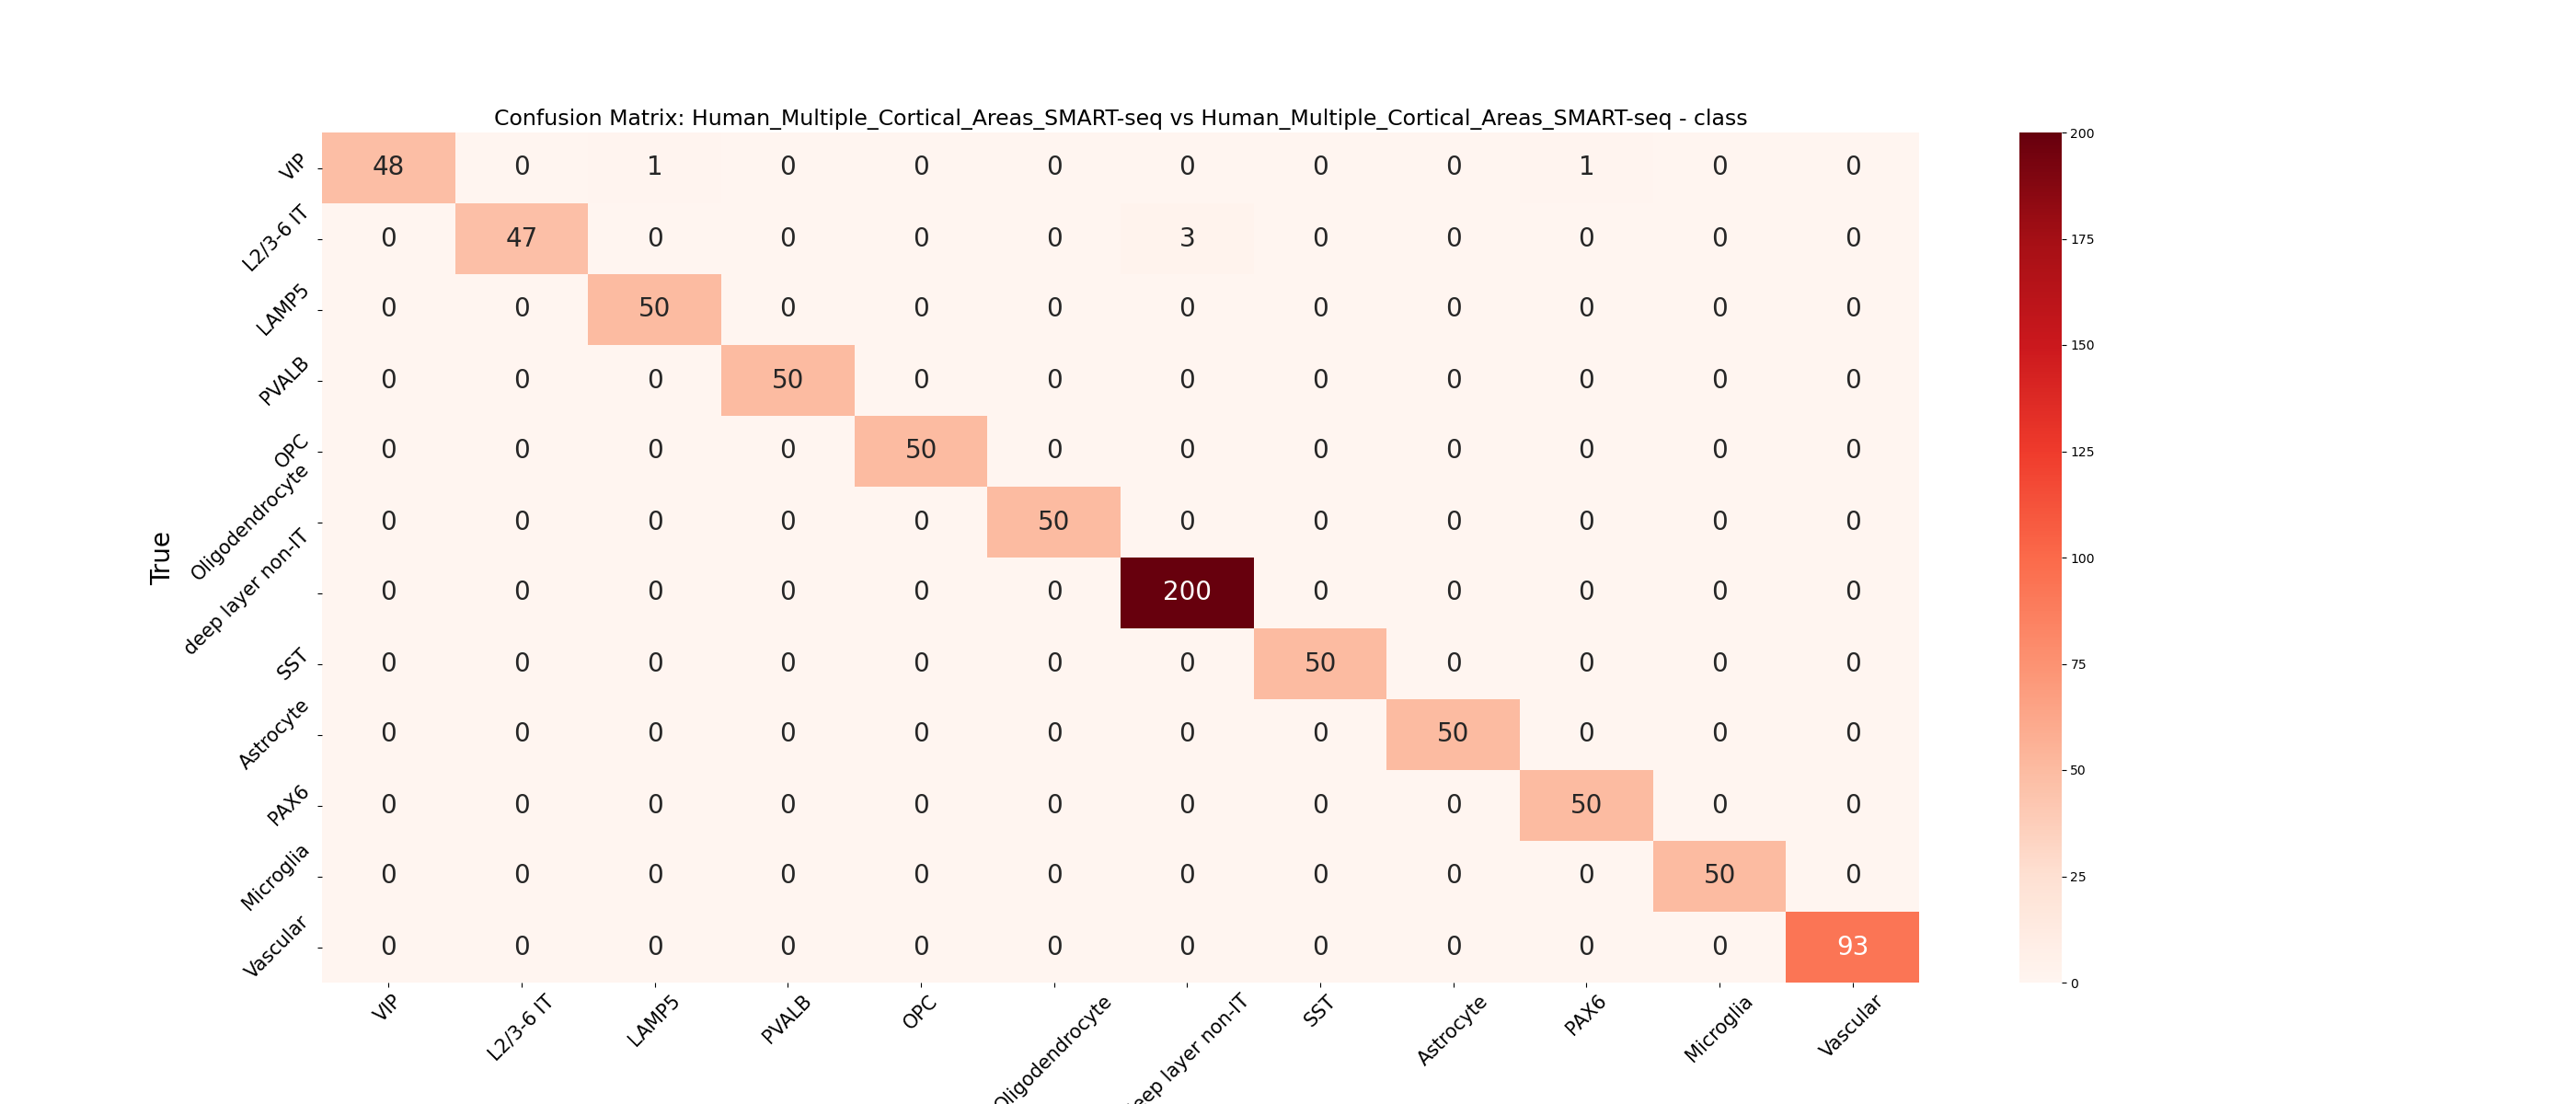 Confusion Matrix: Human_Multiple_Cortical_Areas_SMART-seq vs Human_Multiple_Cortical_Areas_SMART-seq - class
True
VIP 48 0 1 0 0 0 0 0 0 1 0 0
L2/3-6 IT 0 47 0 0 0 0 3 0 0 0 0 0
LAMP5 0 0 50 0 0 0 0 0 0 0 0 0
PVALB 0 0 0 50 0 0 0 0 0 0 0 0
OPC 0 0 0 0 50 0 0 0 0 0 0 0
Oligodendrocyte 0 0 0 0 0 50 0 0 0 0 0 0
deep layer non-IT 0 0 0 0 0 0 200 0 0 0 0 0
SST 0 0 0 0 0 0 0 50 0 0 0 0
Astrocyte 0 0 0 0 0 0 0 0 50 0 0 0
PAX6 0 0 0 0 0 0 0 0 0 50 0 0
Microglia 0 0 0 0 0 0 0 0 0 0 50 0
Vascular 0 0 0 0 0 0 0 0 0 0 0 93
VIP L2/3-6 IT LAMP5 PVALB OPC Oligodendrocyte deep layer non-IT SST Astrocyte PAX6 Microglia Vascular
200
175
150
125
100
75
50
25
0